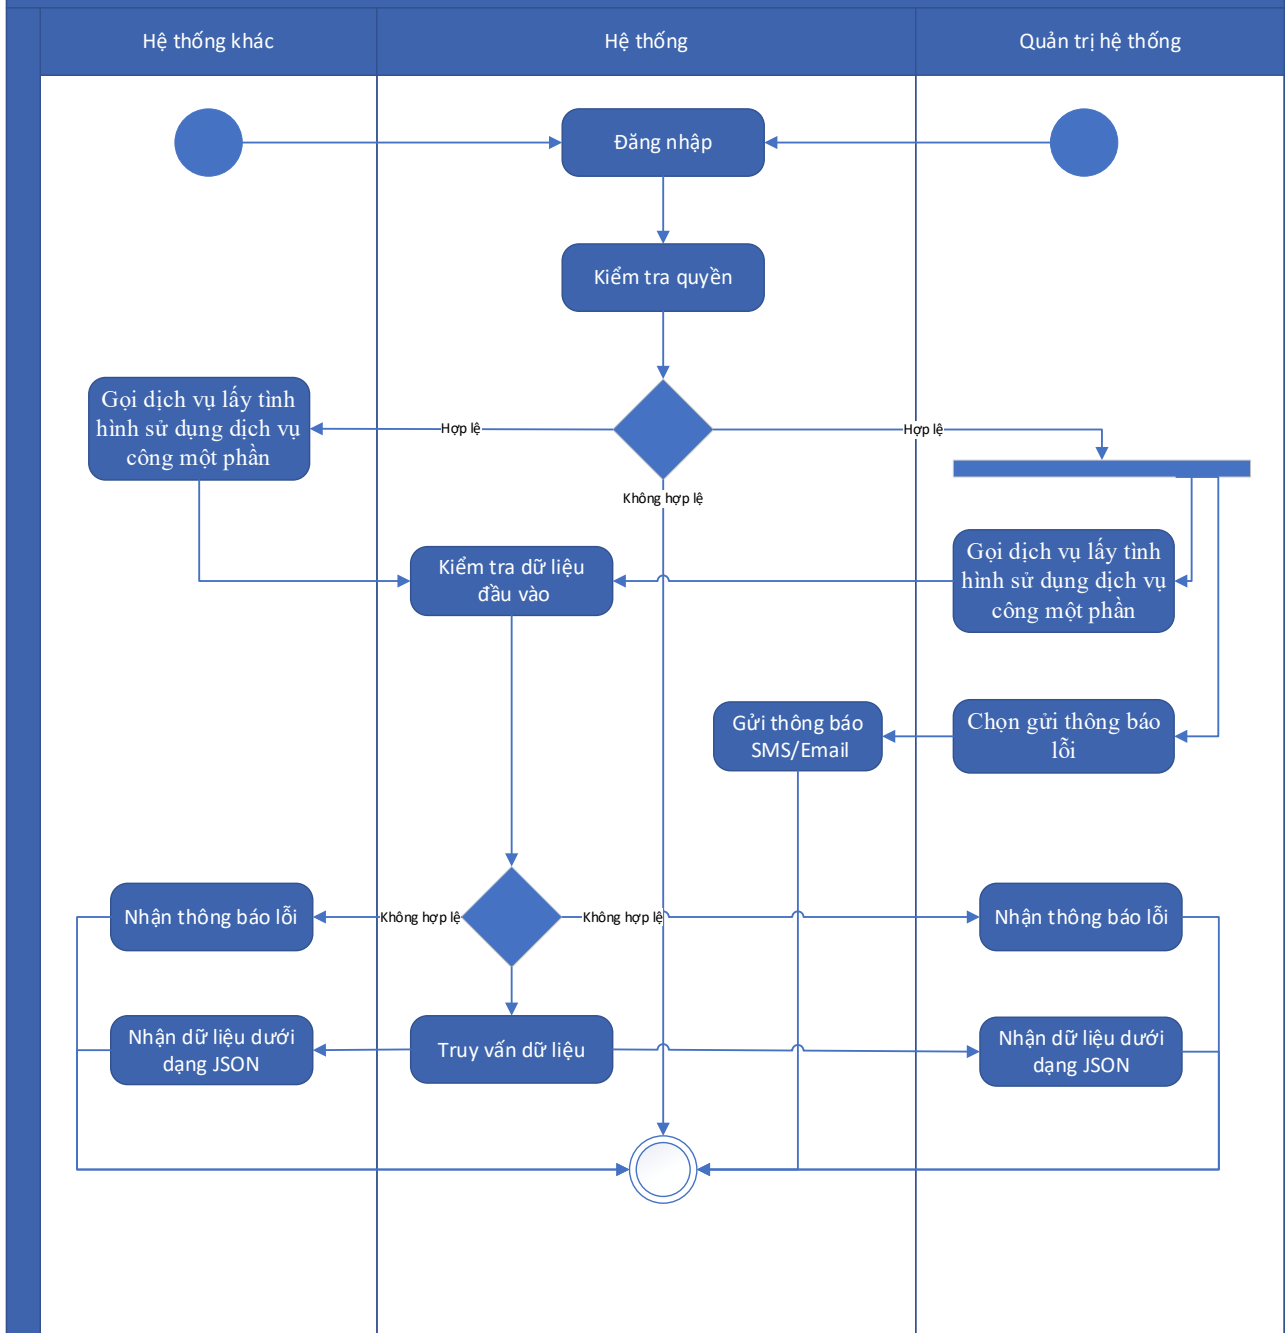 Hệ thống khác
Hệ thống
Quản trị hệ thống
Đăng nhập
Kiểm tra quyền
Gọi dịch vụ lấy tình
hình sử dụng dịch vụ
công một phần
Hợp lệ
Hợp lệ
Không hợp lệ
Kiểm tra dữ liệu
đầu vào
Gọi dịch vụ lấy tình
hình sử dụng dịch vụ
công một phần
Gửi thông báo
SMS/Email
Chọn gửi thông báo
lỗi
Nhận thông báo lỗi
Không hợp lệ
Không hợp lệ
Nhận thông báo lỗi
Nhận dữ liệu dưới
dạng JSON
Truy vấn dữ liệu
Nhận dữ liệu dưới
dạng JSON